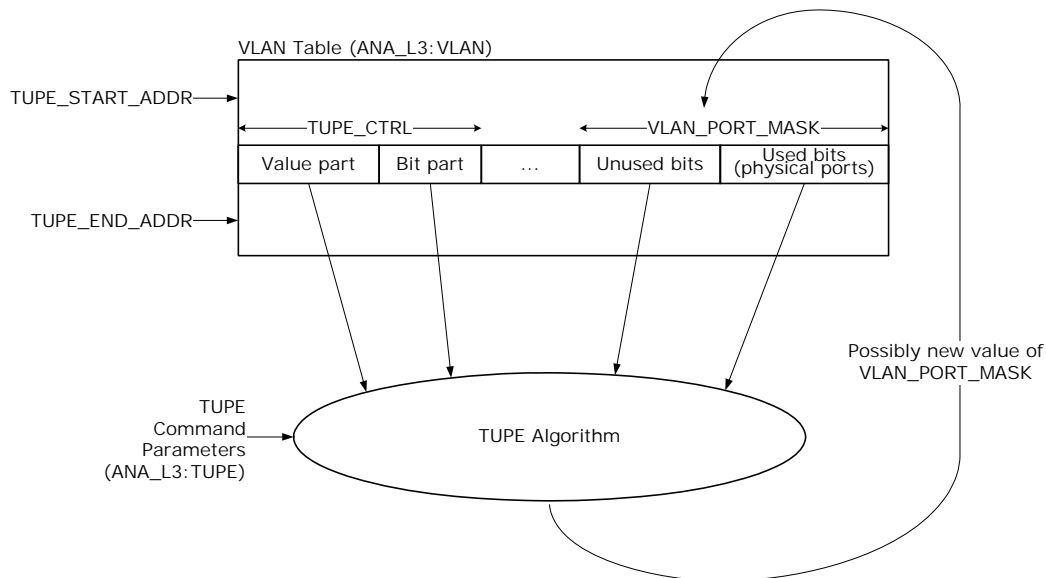 VLAN Table (ANA_L3:VLAN)
TUPE_START_ADDR
TUPE_CTRL
VLAN_PORT_MASK
Value part
Bit part
...
Unused bits
Used bits
(physical ports)
TUPE_END_ADDR
Possibly new value of
VLAN_PORT_MASK
TUPE
Command
Parameters
(ANA_L3:TUPE)
TUPE Algorithm